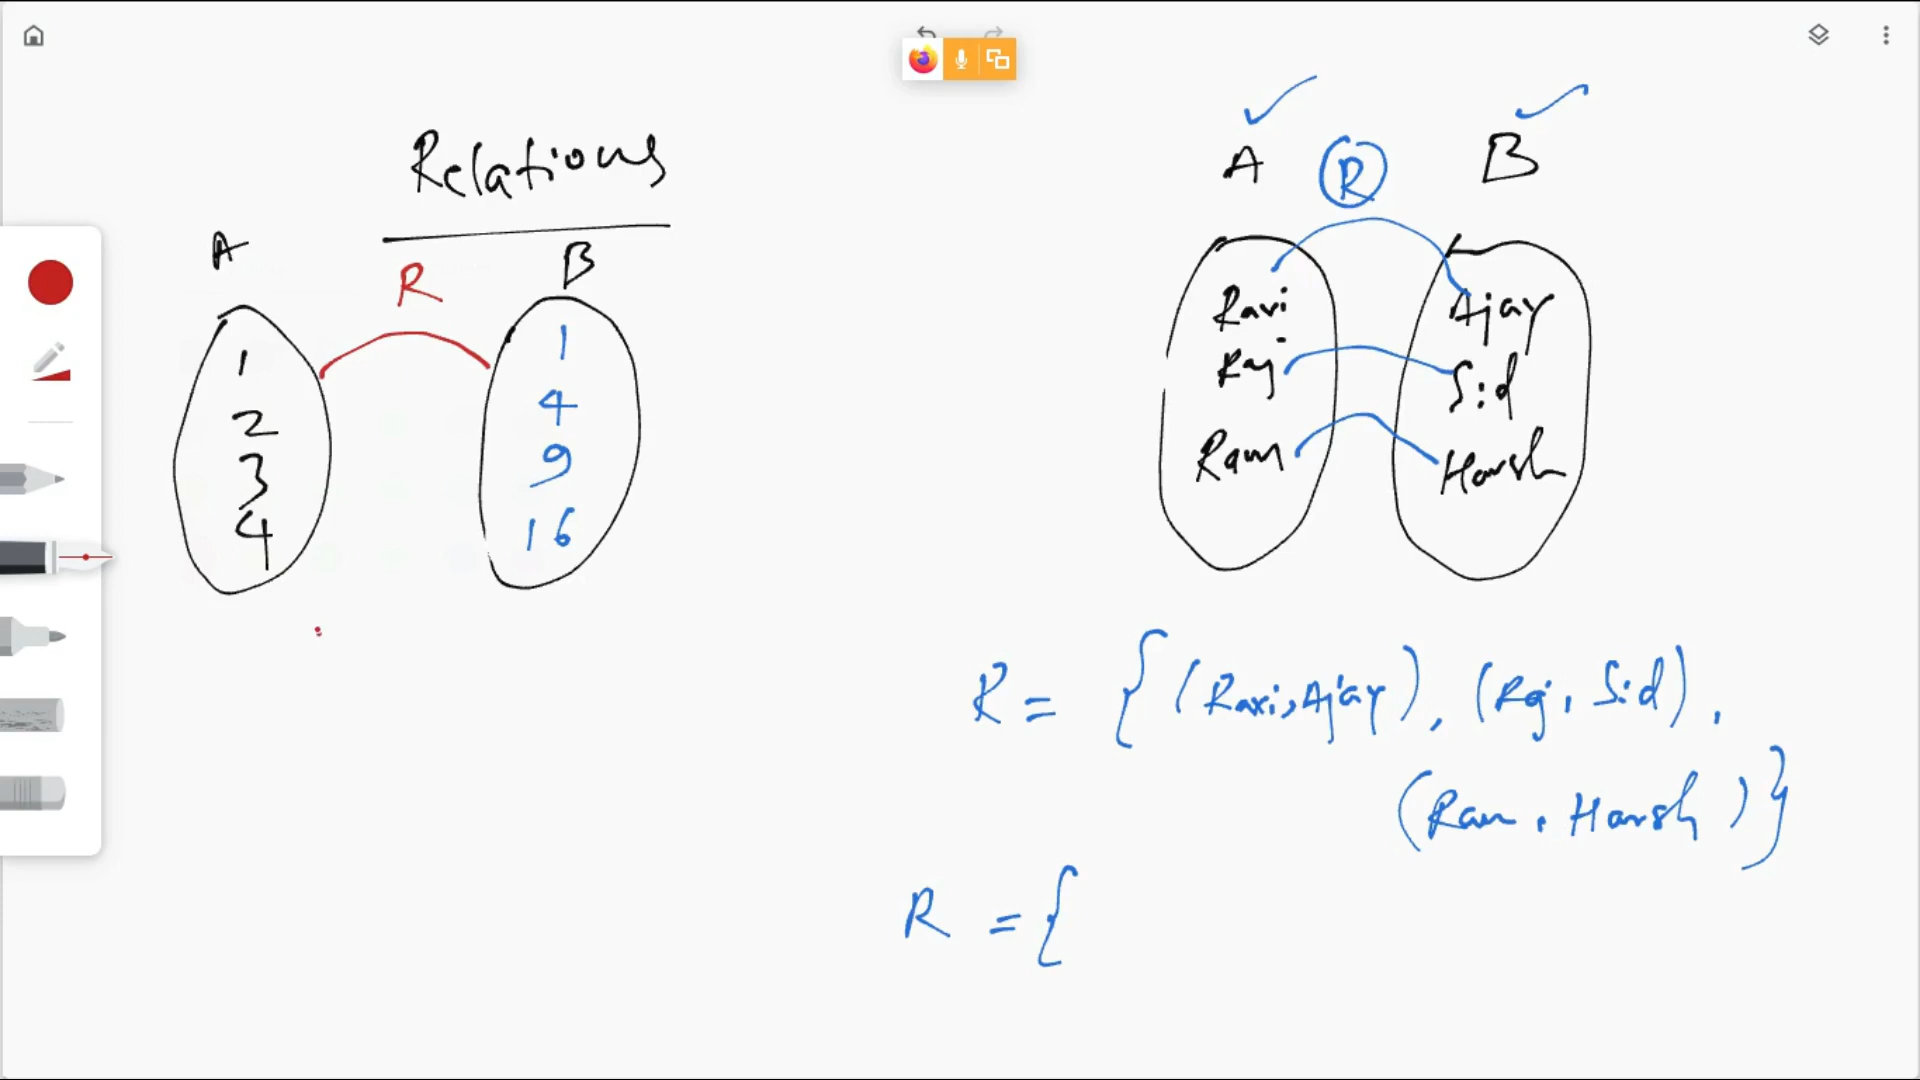 Relations
A R B
1 1
2 4
3 9
4 16
A R B
Ravi Ajay
Raj Sid
Ram Harsh
R = { (Ravi, Ajay), (Raj, Sid),
(Ram, Harsh)}
R = {